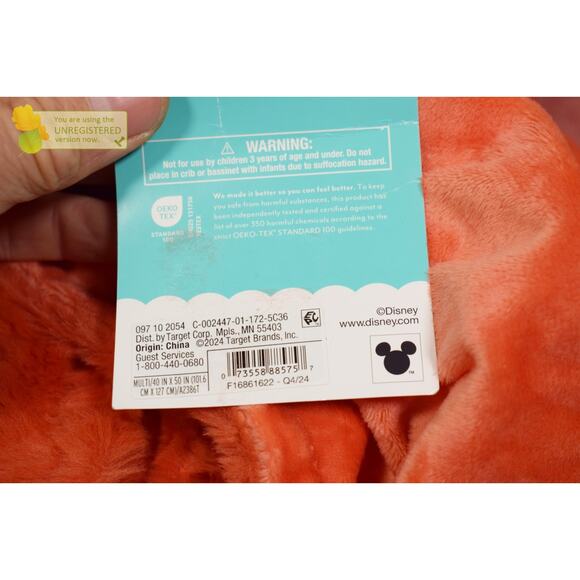 You are using the
UNREGISTERED
version now.
⚠ WARNING:
Not for use by children 3 years of age and under. Do not
place in crib or bassinet with infants due to suffocation hazard.
OEKO
TEX®
STANDARD
100
We made it better so you can feel better. To keep
you safe from harmful substances, this product has
been independently tested and certified against a
list of over 350 harmful chemicals according to the
strict OEKO-TEX® STANDARD 100 guidelines.
097 10 2054 C-002447-01-172-5C36
Dist. by Target Corp. Mpls., MN 55403
Origin: China ©2024 Target Brands, Inc.
Guest Services
1-800-440-0680
MULTI/40 IN X 50 IN (101.6
CM X 127 CM)/A2386T
0 73558 88575 7
F16861622 - Q4/24
©Disney
www.disney.com
TM